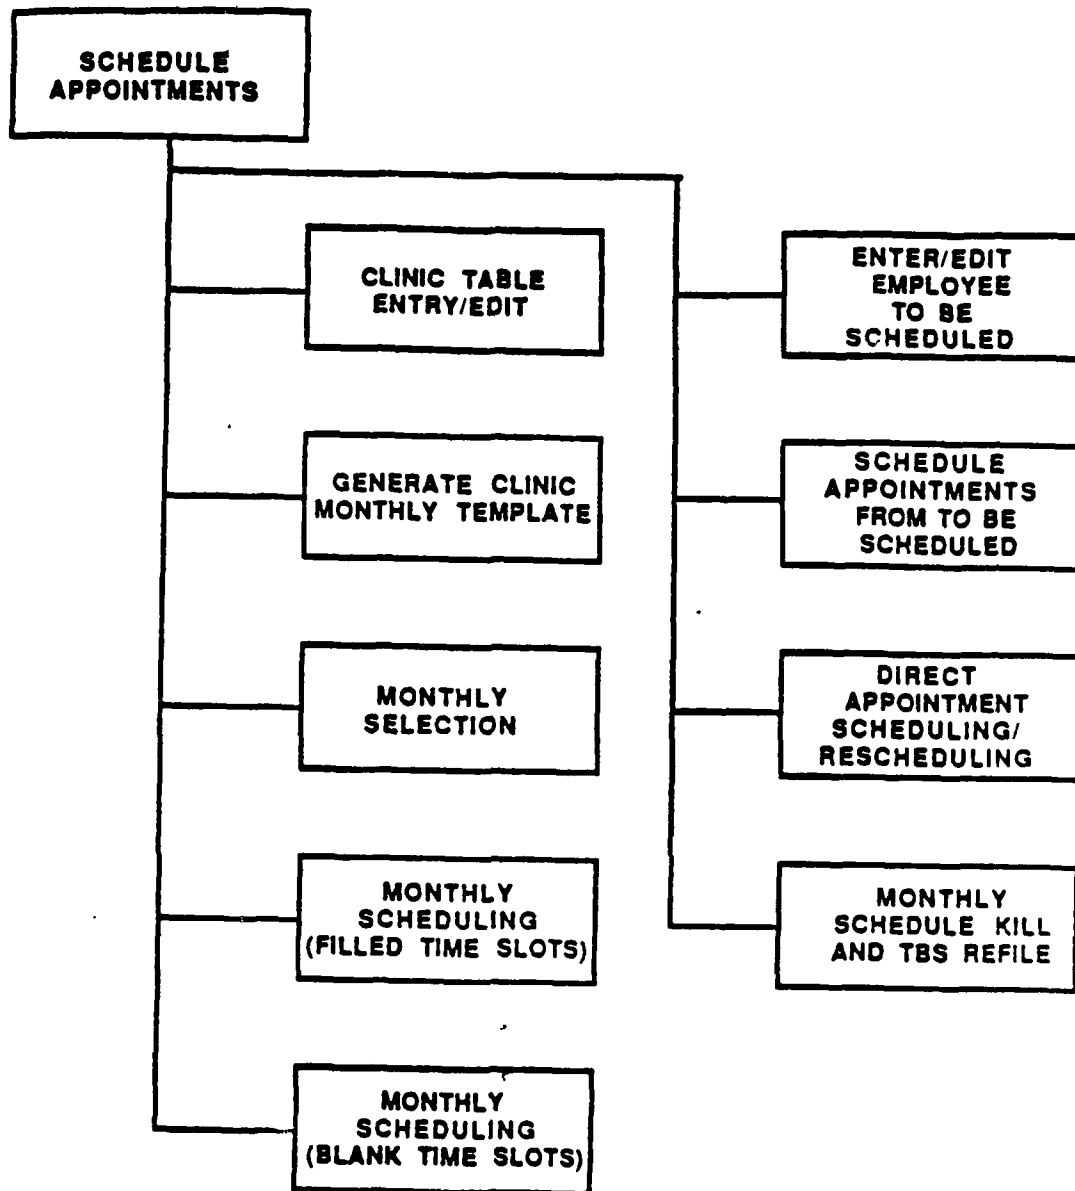 SCHEDULE
APPOINTMENTS
CLINIC TABLE
ENTRY/EDIT
GENERATE CLINIC
MONTHLY TEMPLATE
MONTHLY
SELECTION
MONTHLY
SCHEDULING
(FILLED TIME SLOTS)
MONTHLY
SCHEDULING
(BLANK TIME SLOTS)
ENTER/EDIT
EMPLOYEE
TO BE
SCHEDULED
SCHEDULE
APPOINTMENTS
FROM TO BE
SCHEDULED
DIRECT
APPOINTMENT
SCHEDULING/
RESCHEDULING
MONTHLY
SCHEDULE KILL
AND TBS REFILE